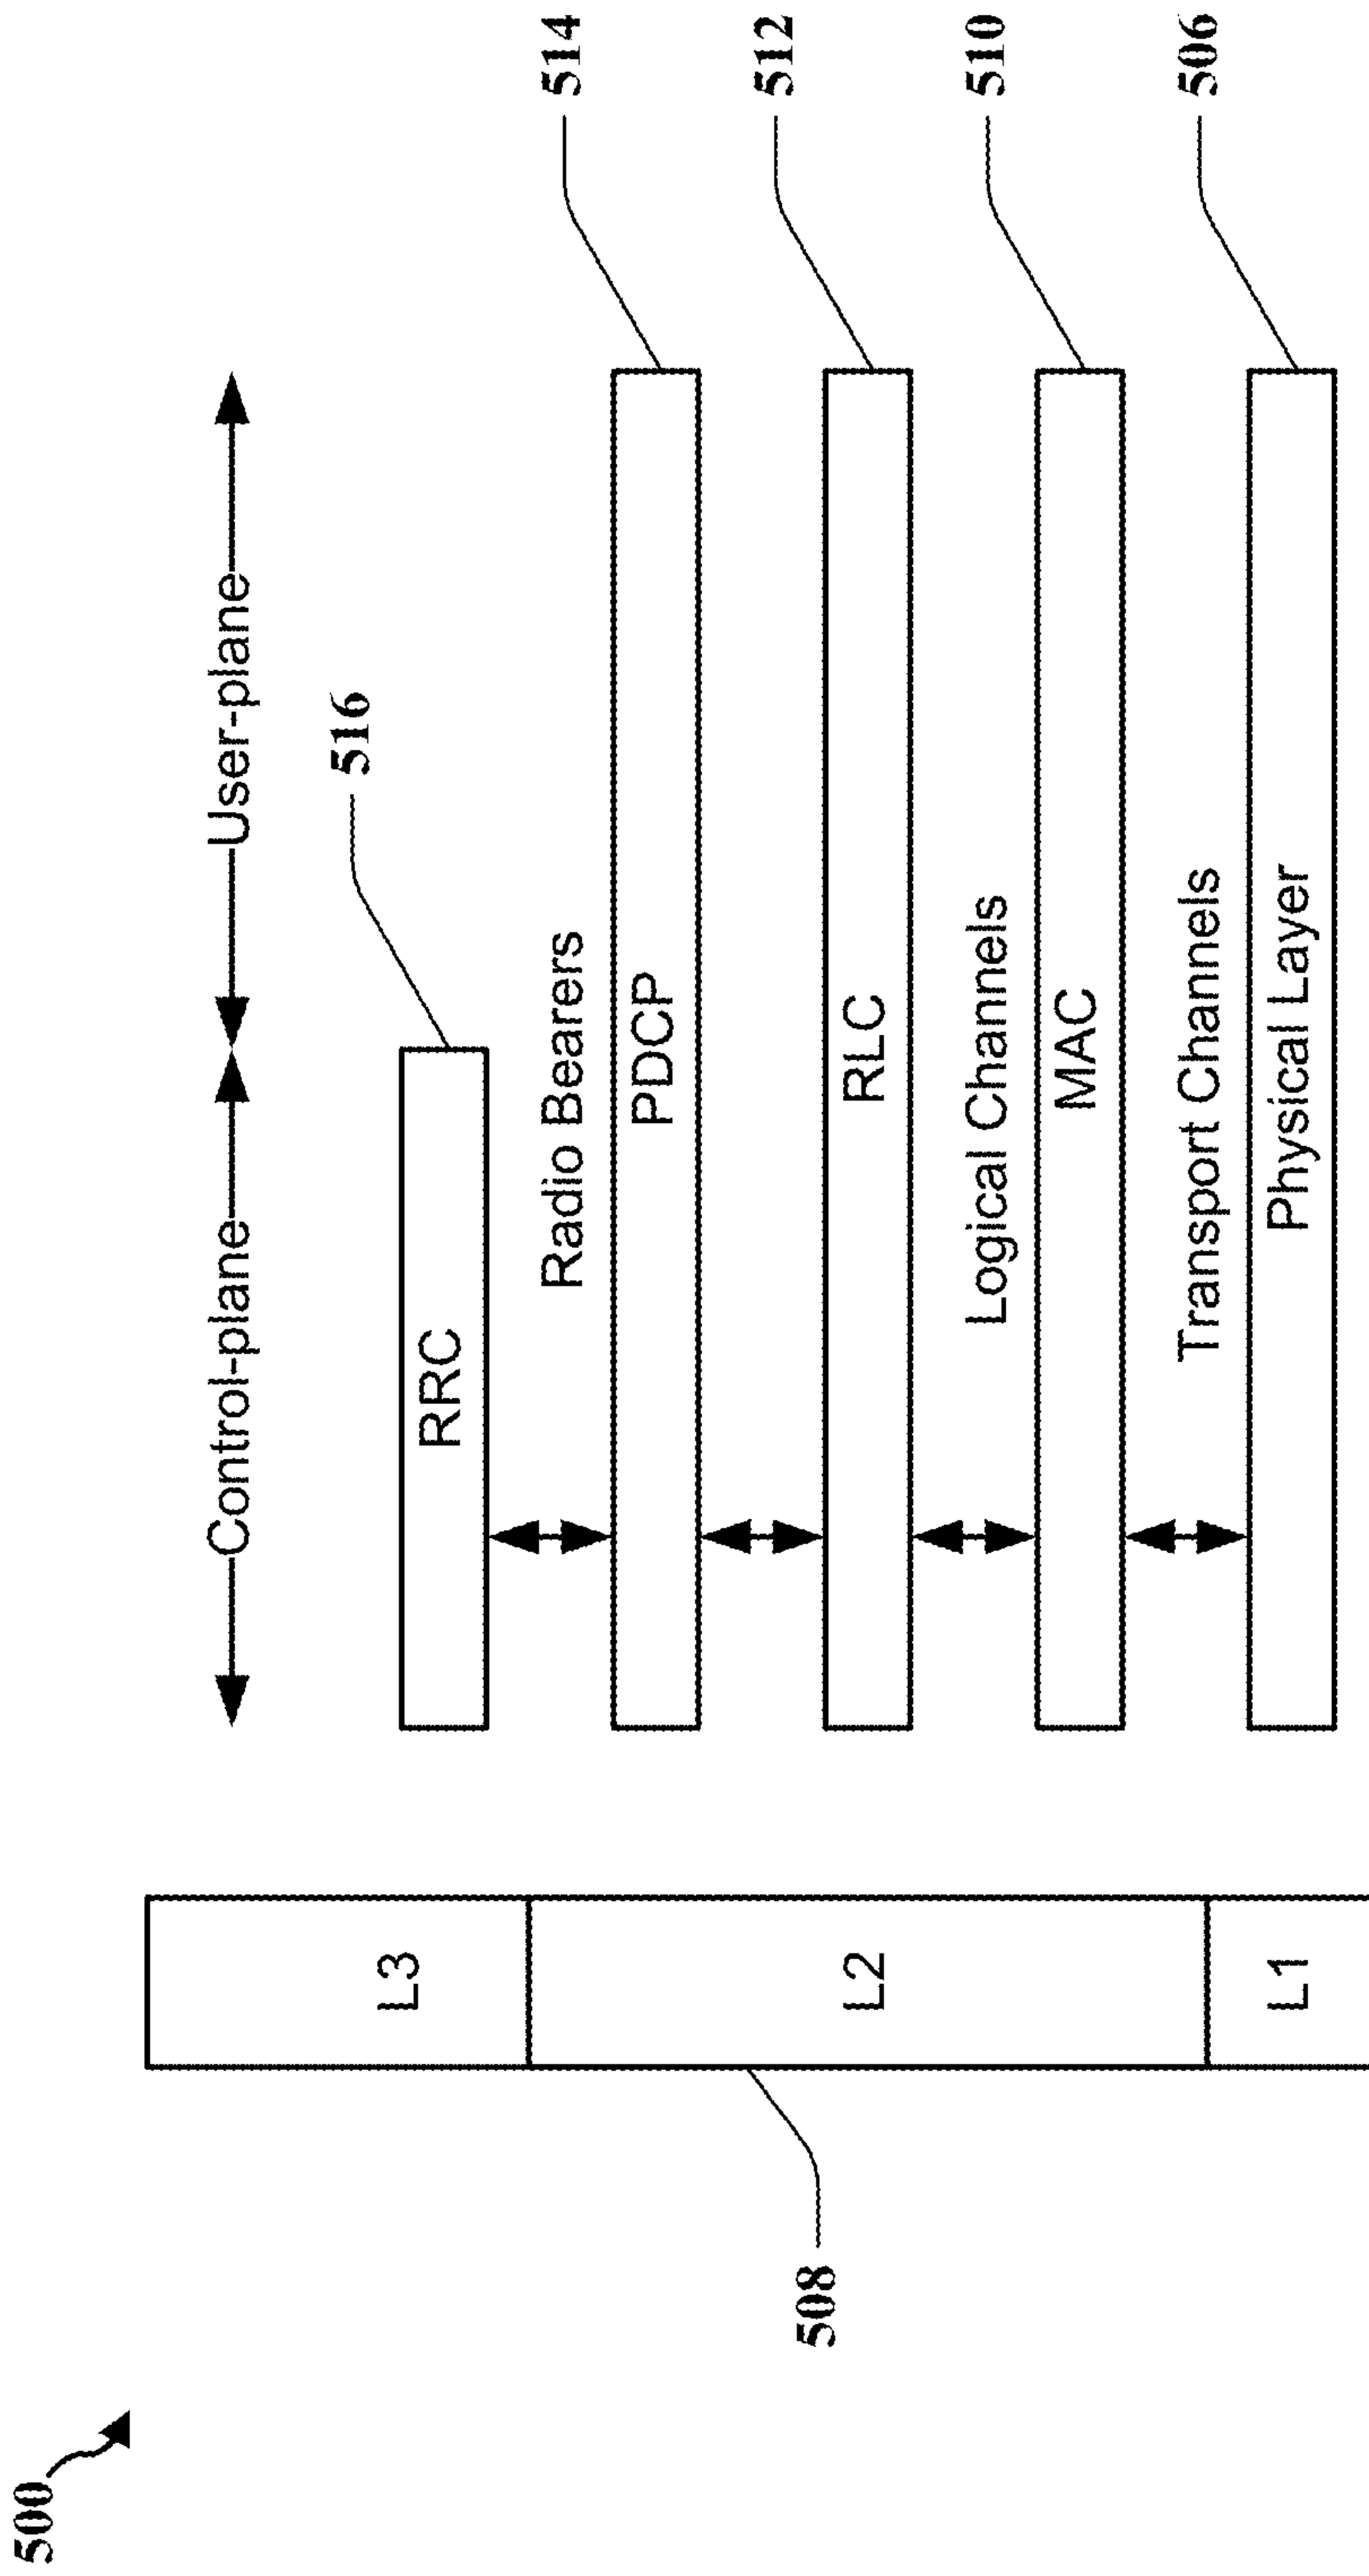 500
Control-plane
User-plane
516
RRC
L3
Radio Bearers
514
PDCP
512
508
L2
RLC
Logical Channels
510
MAC
Transport Channels
506
L1
Physical Layer